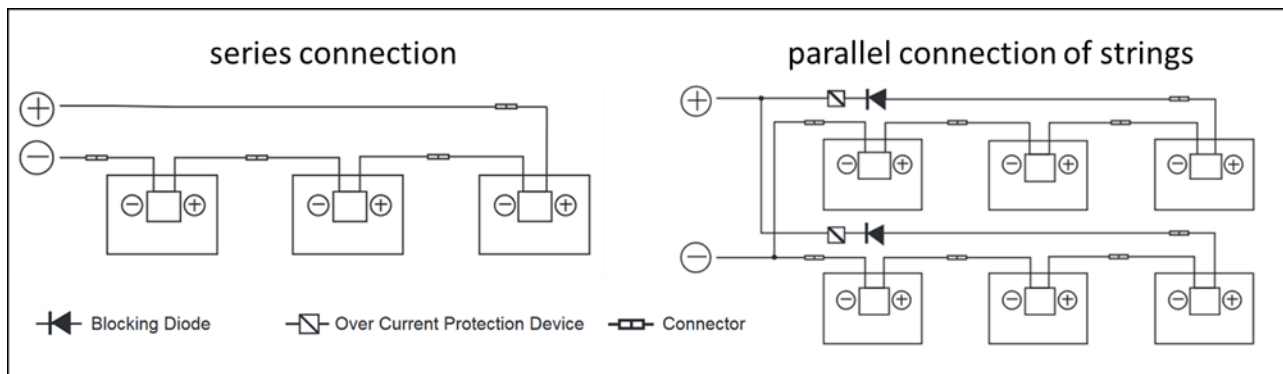 series connection
parallel connection of strings
+
−
− + − + − +
+
− + − + − +
−
− + − + − +
Blocking Diode
Over Current Protection Device
Connector